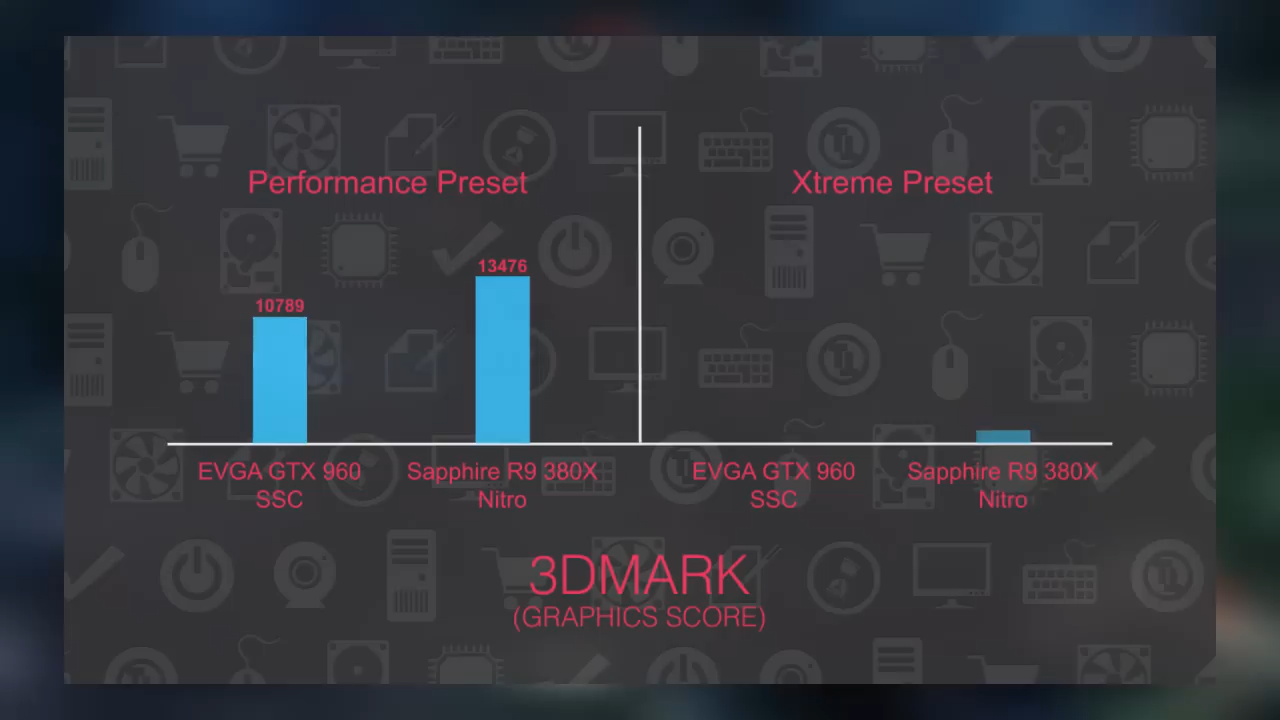 Performance Preset
Xtreme Preset
10789
13476
EVGA GTX 960
SSC
Sapphire R9 380X
Nitro
EVGA GTX 960
SSC
Sapphire R9 380X
Nitro
3DMARK
(GRAPHICS SCORE)